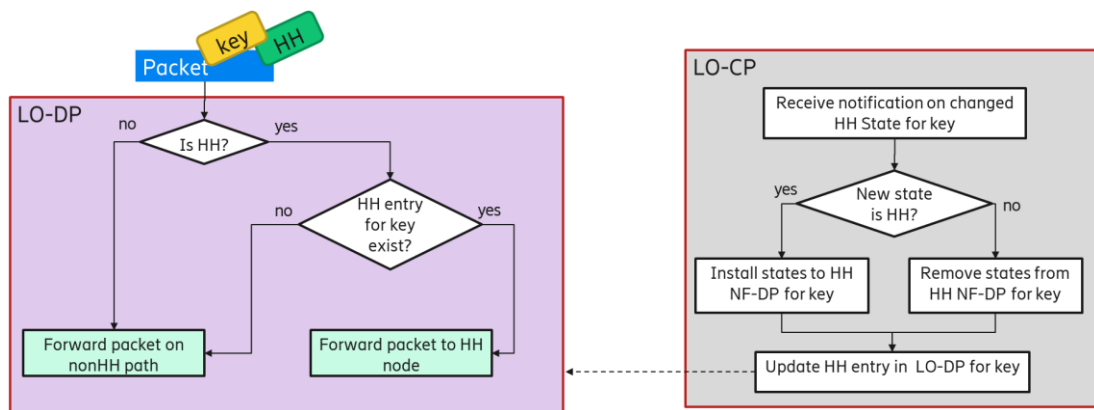 key
HH
Packet
LO-DP
no
yes
Is HH?
HH entry
for key
exist?
no
yes
Forward packet on
nonHH path
Forward packet to HH
node
LO-CP
Receive notification on changed
HH State for key
yes
New state
is HH?
no
Install states to HH
NF-DP for key
Remove states from
HH NF-DP for key
Update HH entry in LO-DP for key